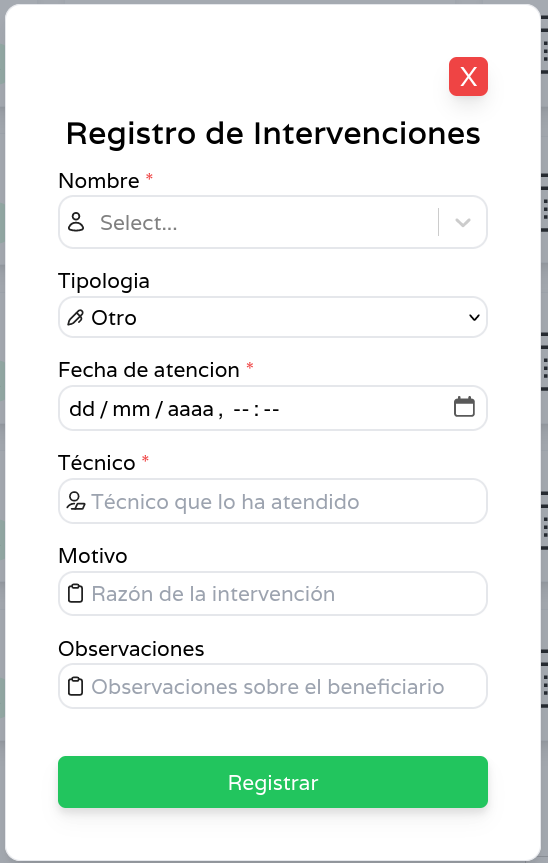 X
Registro de Intervenciones
Nombre *
Select...
Tipologia
Otro
Fecha de atencion *
dd / mm / aaaa , -- : --
Técnico *
Técnico que lo ha atendido
Motivo
Razón de la intervención
Observaciones
Observaciones sobre el beneficiario
Registrar